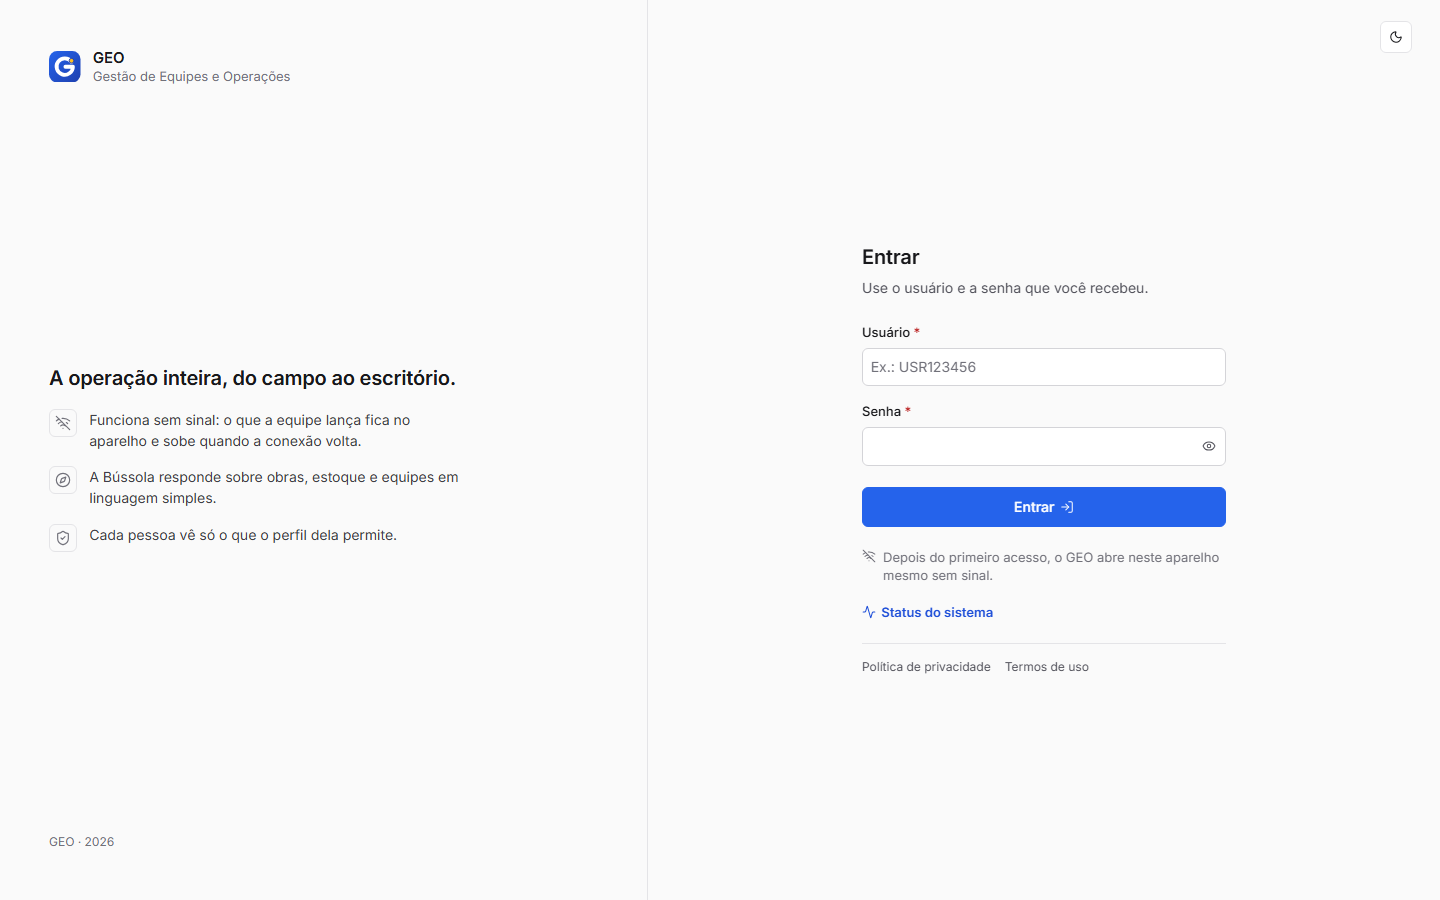 GEO
Gestão de Equipes e Operações
A operação inteira, do campo ao escritório.
Funciona sem sinal: o que a equipe lança fica no
aparelho e sobe quando a conexão volta.
A Bússola responde sobre obras, estoque e equipes em
linguagem simples.
Cada pessoa vê só o que o perfil dela permite.
GEO · 2026
Entrar
Use o usuário e a senha que você recebeu.
Usuário *
Ex.: USR123456
Senha *
Entrar
Depois do primeiro acesso, o GEO abre neste aparelho
mesmo sem sinal.
Status do sistema
Política de privacidade Termos de uso